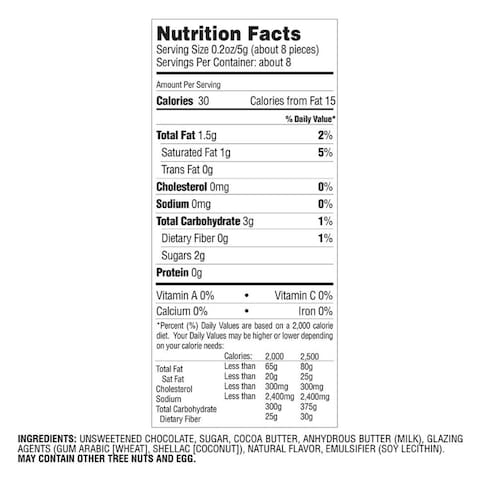 Nutrition Facts
Serving Size 0.2oz/5g (about 8 pieces)
Servings Per Container: about 8
Amount Per Serving
Calories 30 Calories from Fat 15
% Daily Value*
Total Fat 1.5g 2%
Saturated Fat 1g 5%
Trans Fat 0g
Cholesterol 0mg 0%
Sodium 0mg 0%
Total Carbohydrate 3g 1%
Dietary Fiber 0g 1%
Sugars 2g
Protein 0g
Vitamin A 0% • Vitamin C 0%
Calcium 0% • Iron 0%
*Percent (%) Daily Values are based on a 2,000 calorie
diet. Your Daily Values may be higher or lower depending
on your calorie needs:
Calories: 2,000 2,500
Total Fat Less than 65g 80g
Sat Fat Less than 20g 25g
Cholesterol Less than 300mg 300mg
Sodium Less than 2,400mg 2,400mg
Total Carbohydrate 300g 375g
Dietary Fiber 25g 30g
INGREDIENTS: UNSWEETENED CHOCOLATE, SUGAR, COCOA BUTTER, ANHYDROUS BUTTER (MILK), GLAZING
AGENTS (GUM ARABIC [WHEAT], SHELLAC [COCONUT]), NATURAL FLAVOR, EMULSIFIER (SOY LECITHIN).
MAY CONTAIN OTHER TREE NUTS AND EGG.